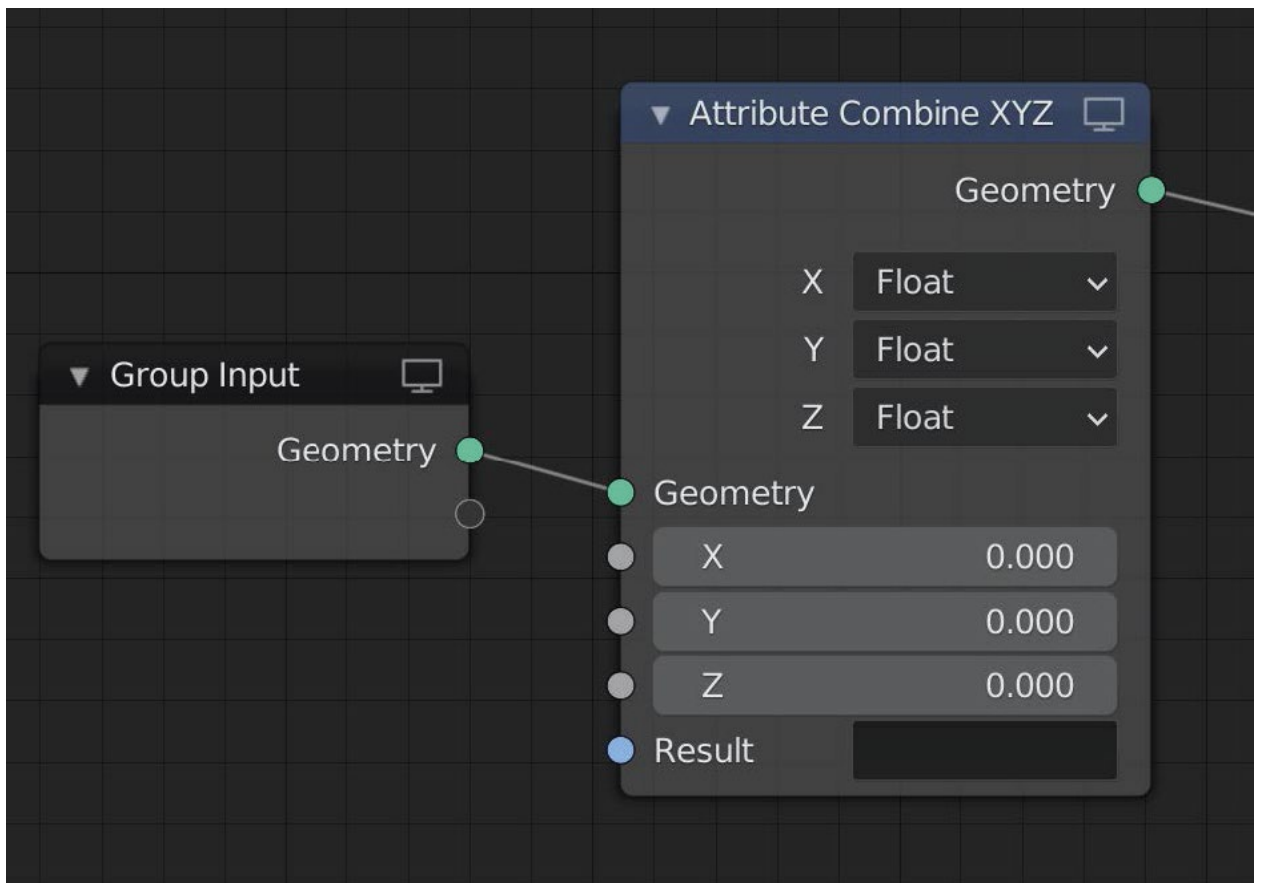 Attribute Combine XYZ
Geometry
X Float
Y Float
Z Float
Group Input
Geometry
Geometry
X 0.000
Y 0.000
Z 0.000
Result